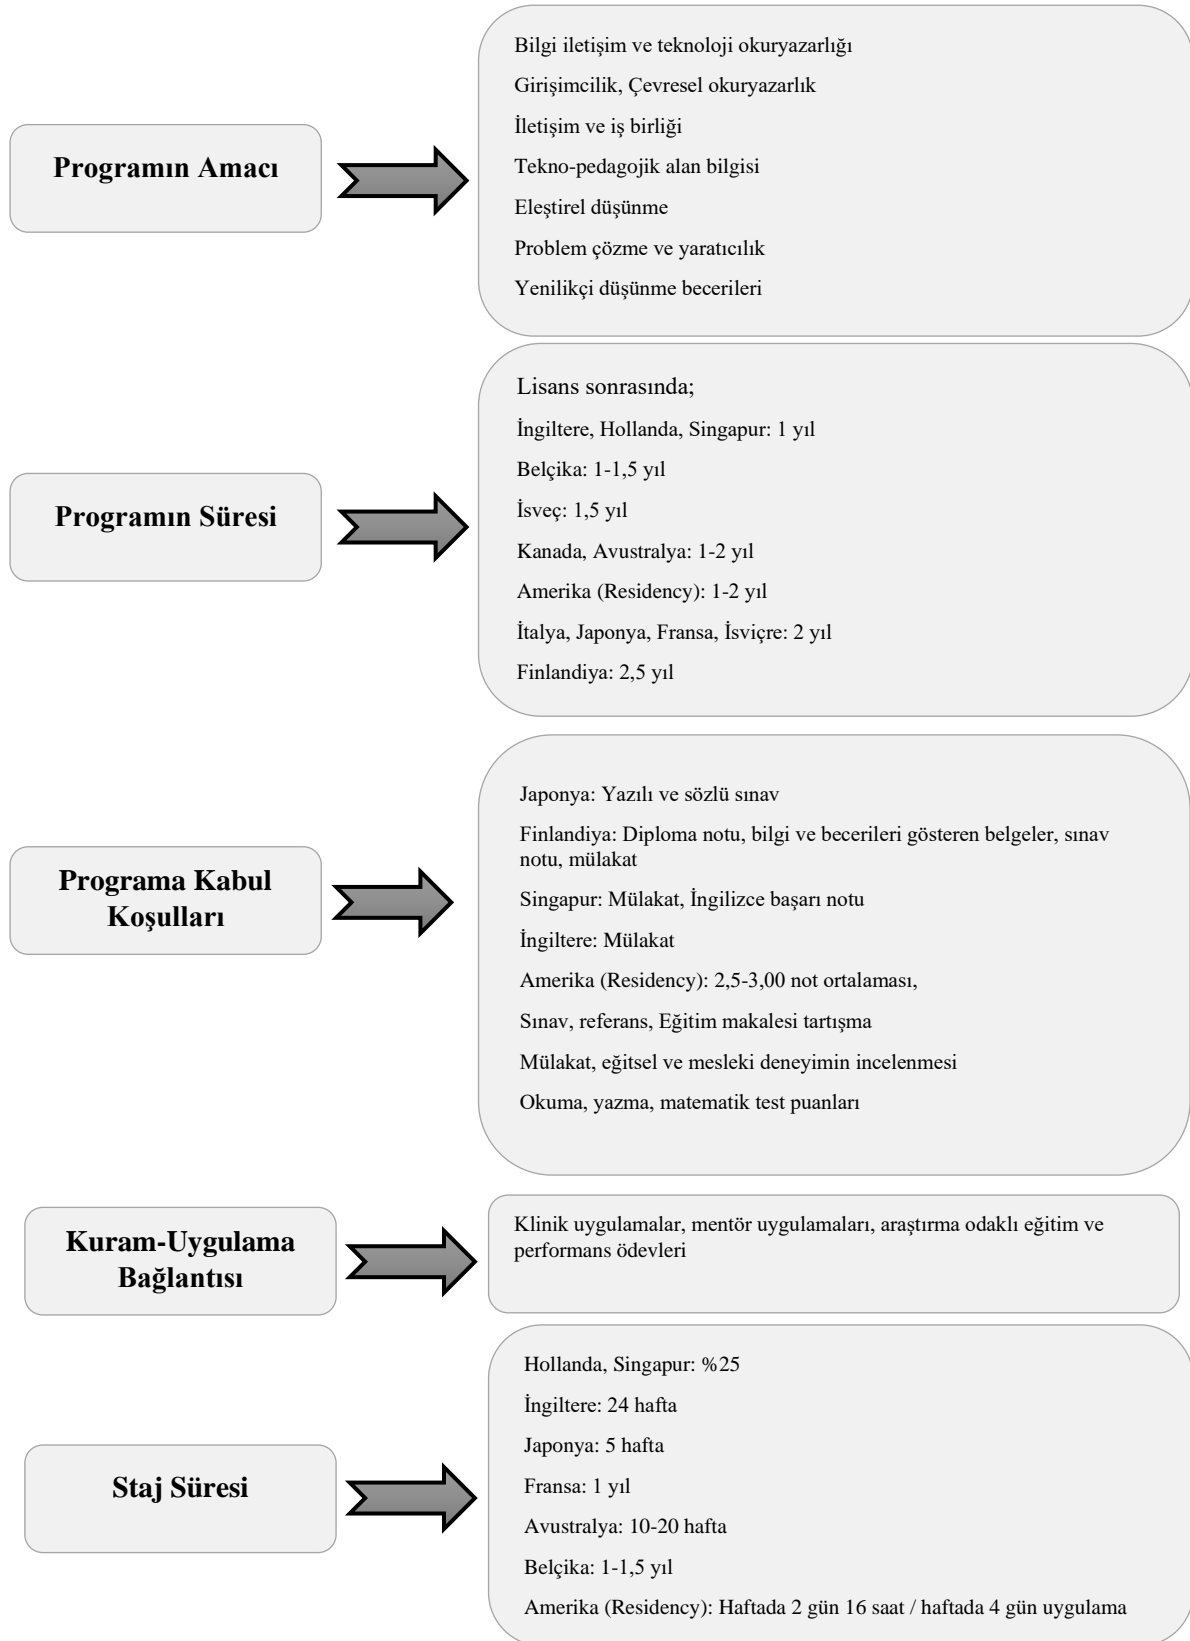 Programın Amacı
Bilgi iletişim ve teknoloji okuryazarlığı
Girişimcilik, Çevresel okuryazarlık
İletişim ve iş birliği
Tekno-pedagojik alan bilgisi
Eleştirel düşünme
Problem çözme ve yaratıcılık
Yenilikçi düşünme becerileri
Programın Süresi
Lisans sonrasında;
İngiltere, Hollanda, Singapur: 1 yıl
Belçika: 1-1,5 yıl
İsveç: 1,5 yıl
Kanada, Avustralya: 1-2 yıl
Amerika (Residency): 1-2 yıl
İtalya, Japonya, Fransa, İsviçre: 2 yıl
Finlandiya: 2,5 yıl
Programa Kabul
Koşulları
Japonya: Yazılı ve sözlü sınav
Finlandiya: Diploma notu, bilgi ve becerileri gösteren belgeler, sınav
notu, mülakat
Singapur: Mülakat, İngilizce başarı notu
İngiltere: Mülakat
Amerika (Residency): 2,5-3,00 not ortalaması,
Sınav, referans, Eğitim makalesi tartışma
Mülakat, eğitsel ve mesleki deneyimin incelenmesi
Okuma, yazma, matematik test puanları
Kuram-Uygulama
Bağlantısı
Klinik uygulamalar, mentör uygulamaları, araştırma odaklı eğitim ve
performans ödevleri
Staj Süresi
Hollanda, Singapur: %25
İngiltere: 24 hafta
Japonya: 5 hafta
Fransa: 1 yıl
Avustralya: 10-20 hafta
Belçika: 1-1,5 yıl
Amerika (Residency): Haftada 2 gün 16 saat / haftada 4 gün uygulama